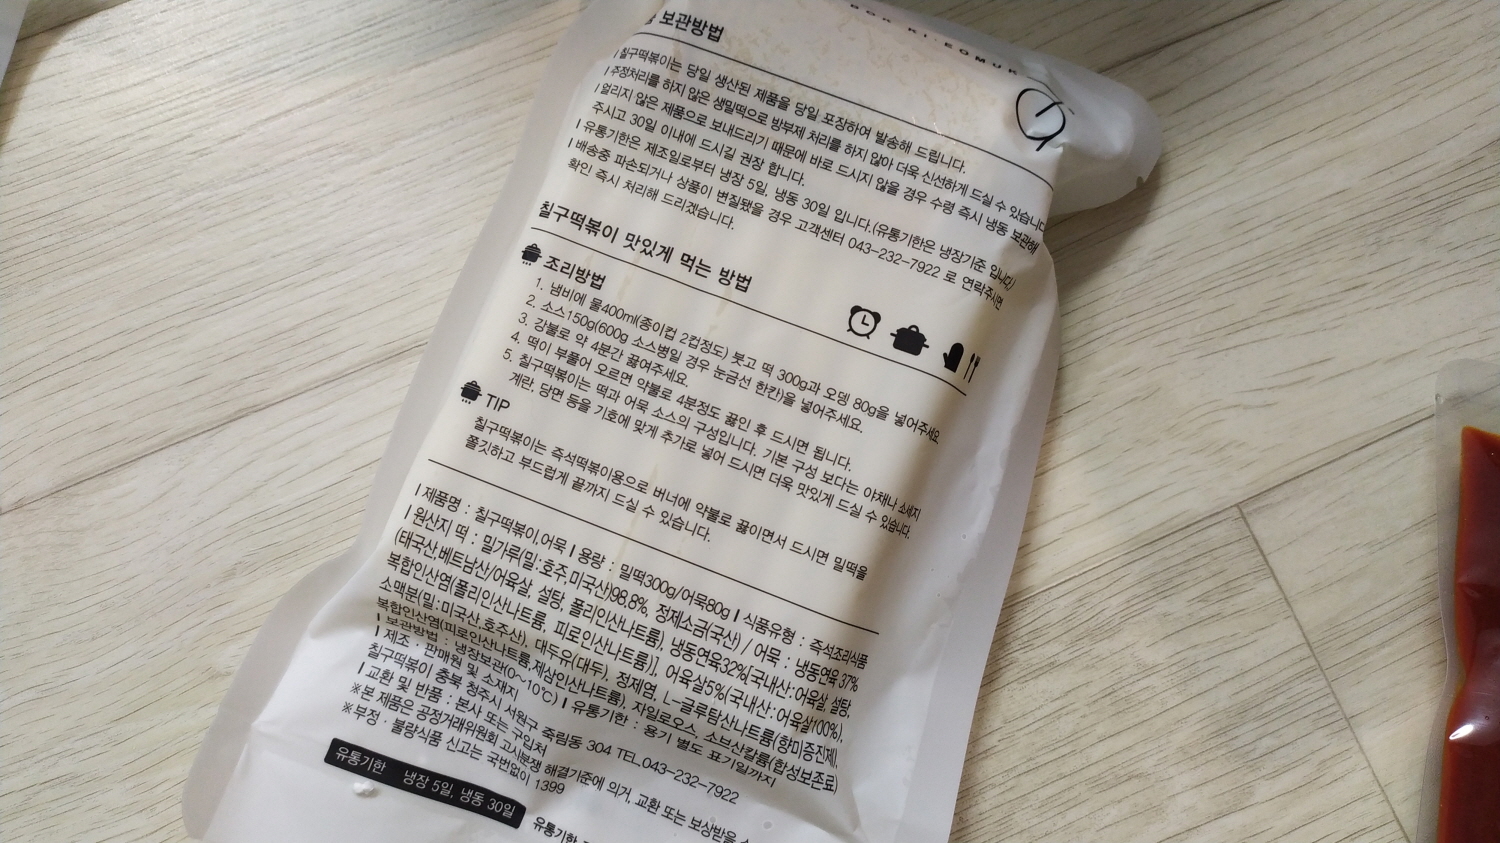 BOKKI·EOMUK
보관방법
칠구떡볶이는 당일 생산된 제품을 당일 포장하여 발송해 드립니다.
주정처리를 하지 않은 생밀떡으로 방부제 처리를 하지 않아 더욱 신선하게 드실 수 있습니다
얼리지 않은 제품으로 보내드리기 때문에 바로 드시지 않을 경우 수령 즉시 냉동 보관해
주시고 30일 이내에 드시길 권장 합니다.
유통기한은 제조일로부터 냉장 5일, 냉동 30일 입니다.(유통기한은 냉장기준 입니다)
배송중 파손되거나 상품이 변질됐을 경우 고객센터 043-232-7922 로 연락주시면
확인 즉시 처리해 드리겠습니다.
칠구떡볶이 맛있게 먹는 방법
조리방법
1. 냄비에 물400ml(종이컵 2컵정도) 붓고 떡 300g과 오뎅 80g을 넣어주세요.
2. 소스150g(600g 소스병일 경우 눈금선 한칸)을 넣어주세요.
3. 강불로 약 4분간 끓여주세요.
4. 떡이 부풀어 오르면 약불로 4분정도 끓인 후 드시면 됩니다.
5. 칠구떡볶이는 떡과 어묵 소스의 구성입니다. 기본 구성 보다는 야채나 소세지
계란, 당면 등을 기호에 맞게 추가로 넣어 드시면 더욱 맛있게 드실 수 있습니다.
TIP
칠구떡볶이는 즉석떡볶이용으로 버너에 약불로 끓이면서 드시면 밀떡을
쫄깃하고 부드럽게 끝까지 드실 수 있습니다.
| 제품명 : 칠구떡볶이,어묵 | 용량 : 밀떡300g/어묵80g | 식품유형 : 즉석조리식품
| 원산지 떡 : 밀가루(밀:호주,미국산)98.8%, 정제소금(국산) / 어묵 : 냉동연육 37%
(태국산,베트남산/어육살, 설탕, 폴리인산나트륨), 냉동연육32%[국내산:어육살, 설탕,
복합인산염(폴리인산나트륨, 피로인산나트륨)], 어육살5%(국내산:어육살100%),
소맥분(밀:미국산,호주산), 대두유(대두), 정제염, L-글루탐산나트륨(향미증진제),
복합인산염(피로인산나트륨,제삼인산나트륨), 자일로오스, 소브산칼륨(합성보존료)
| 보관방법 : 냉장보관(0~10℃) | 유통기한 : 용기 별도 표기일까지
| 제조 · 판매원 및 소재지
칠구떡볶이 충북 청주시 서원구 죽림동 304 TEL.043-232-7922
| 교환 및 반품 : 본사 또는 구입처
※본 제품은 공정거래위원회 고시분쟁 해결기준에 의거, 교환 또는 보상받을
※부정 · 불량식품 신고는 국번없이 1399
유통기한 냉장 5일, 냉동 30일
유통기한